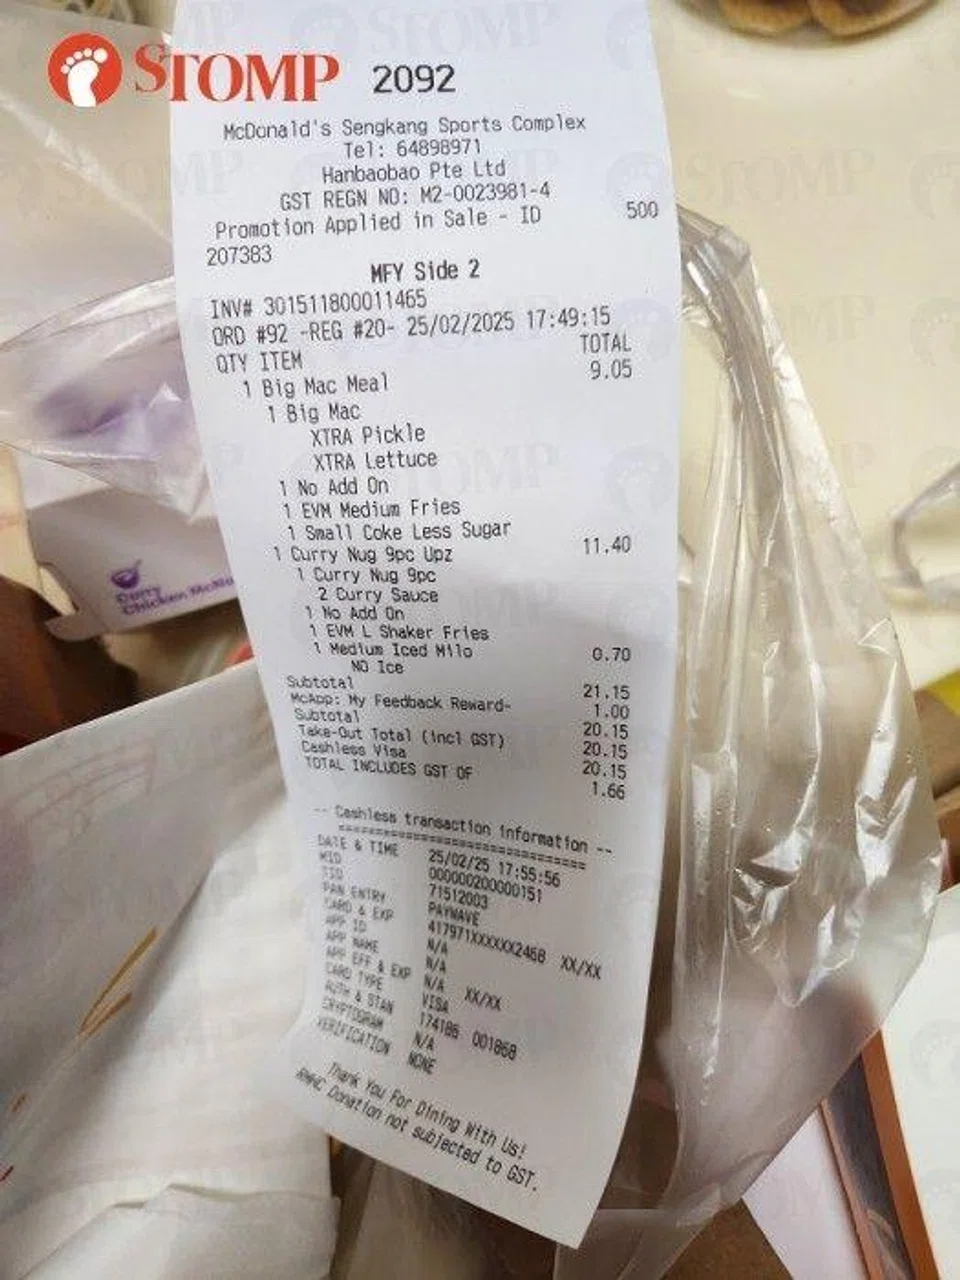 STOMP
2092
McDonald's Sengkang Sports Complex
Tel: 64898971
Hanbaobao Pte Ltd
GST REGN NO: M2-0023981-4
Promotion Applied in Sale - ID 500
207383
MFY Side 2
INV# 301511800011465
ORD #92 -REG #20- 25/02/2025 17:49:15
QTY ITEM TOTAL
1 Big Mac Meal 9.05
1 Big Mac
XTRA Pickle
XTRA Lettuce
1 No Add On
1 EVM Medium Fries
1 Small Coke Less Sugar
1 Curry Nug 9pc Upz 11.40
1 Curry Nug 9pc
2 Curry Sauce
1 No Add On
1 EVM L Shaker Fries
1 Medium Iced Milo 0.70
NO Ice
Subtotal 21.15
McApp: My Feedback Reward- 1.00
Subtotal 20.15
Take-Out Total (incl GST) 20.15
Cashless Visa 20.15
TOTAL INCLUDES GST OF 1.66
-- Cashless transaction information --
==============================
DATE & TIME 25/02/25 17:55:56
MID 000000200000151
TID 71512003
PAN ENTRY PAYWAVE
CARD & EXP 417971XXXXXX2468 XX/XX
APP ID N/A
APP NAME N/A
APP EFF & EXP N/A XX/XX
CARD TYPE VISA
AUTH & STAN 174186 001868
CRYPTOGRAM N/A
VERIFICATION NONE
Thank You For Dining With Us!
RMHC Donation not subjected to GST.
Curry
Chicken McNu